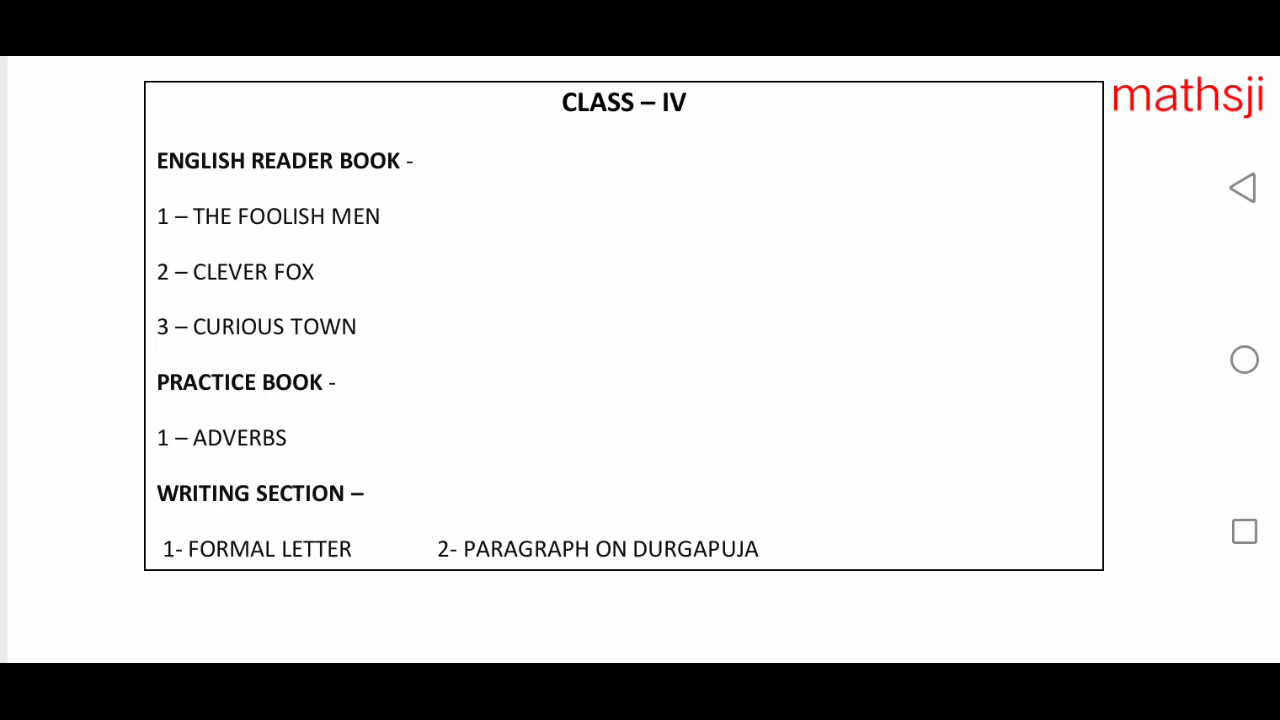 CLASS – IV
mathsji
ENGLISH READER BOOK -
1 – THE FOOLISH MEN
2 – CLEVER FOX
3 – CURIOUS TOWN
PRACTICE BOOK -
1 – ADVERBS
WRITING SECTION –
1- FORMAL LETTER 2- PARAGRAPH ON DURGAPUJA